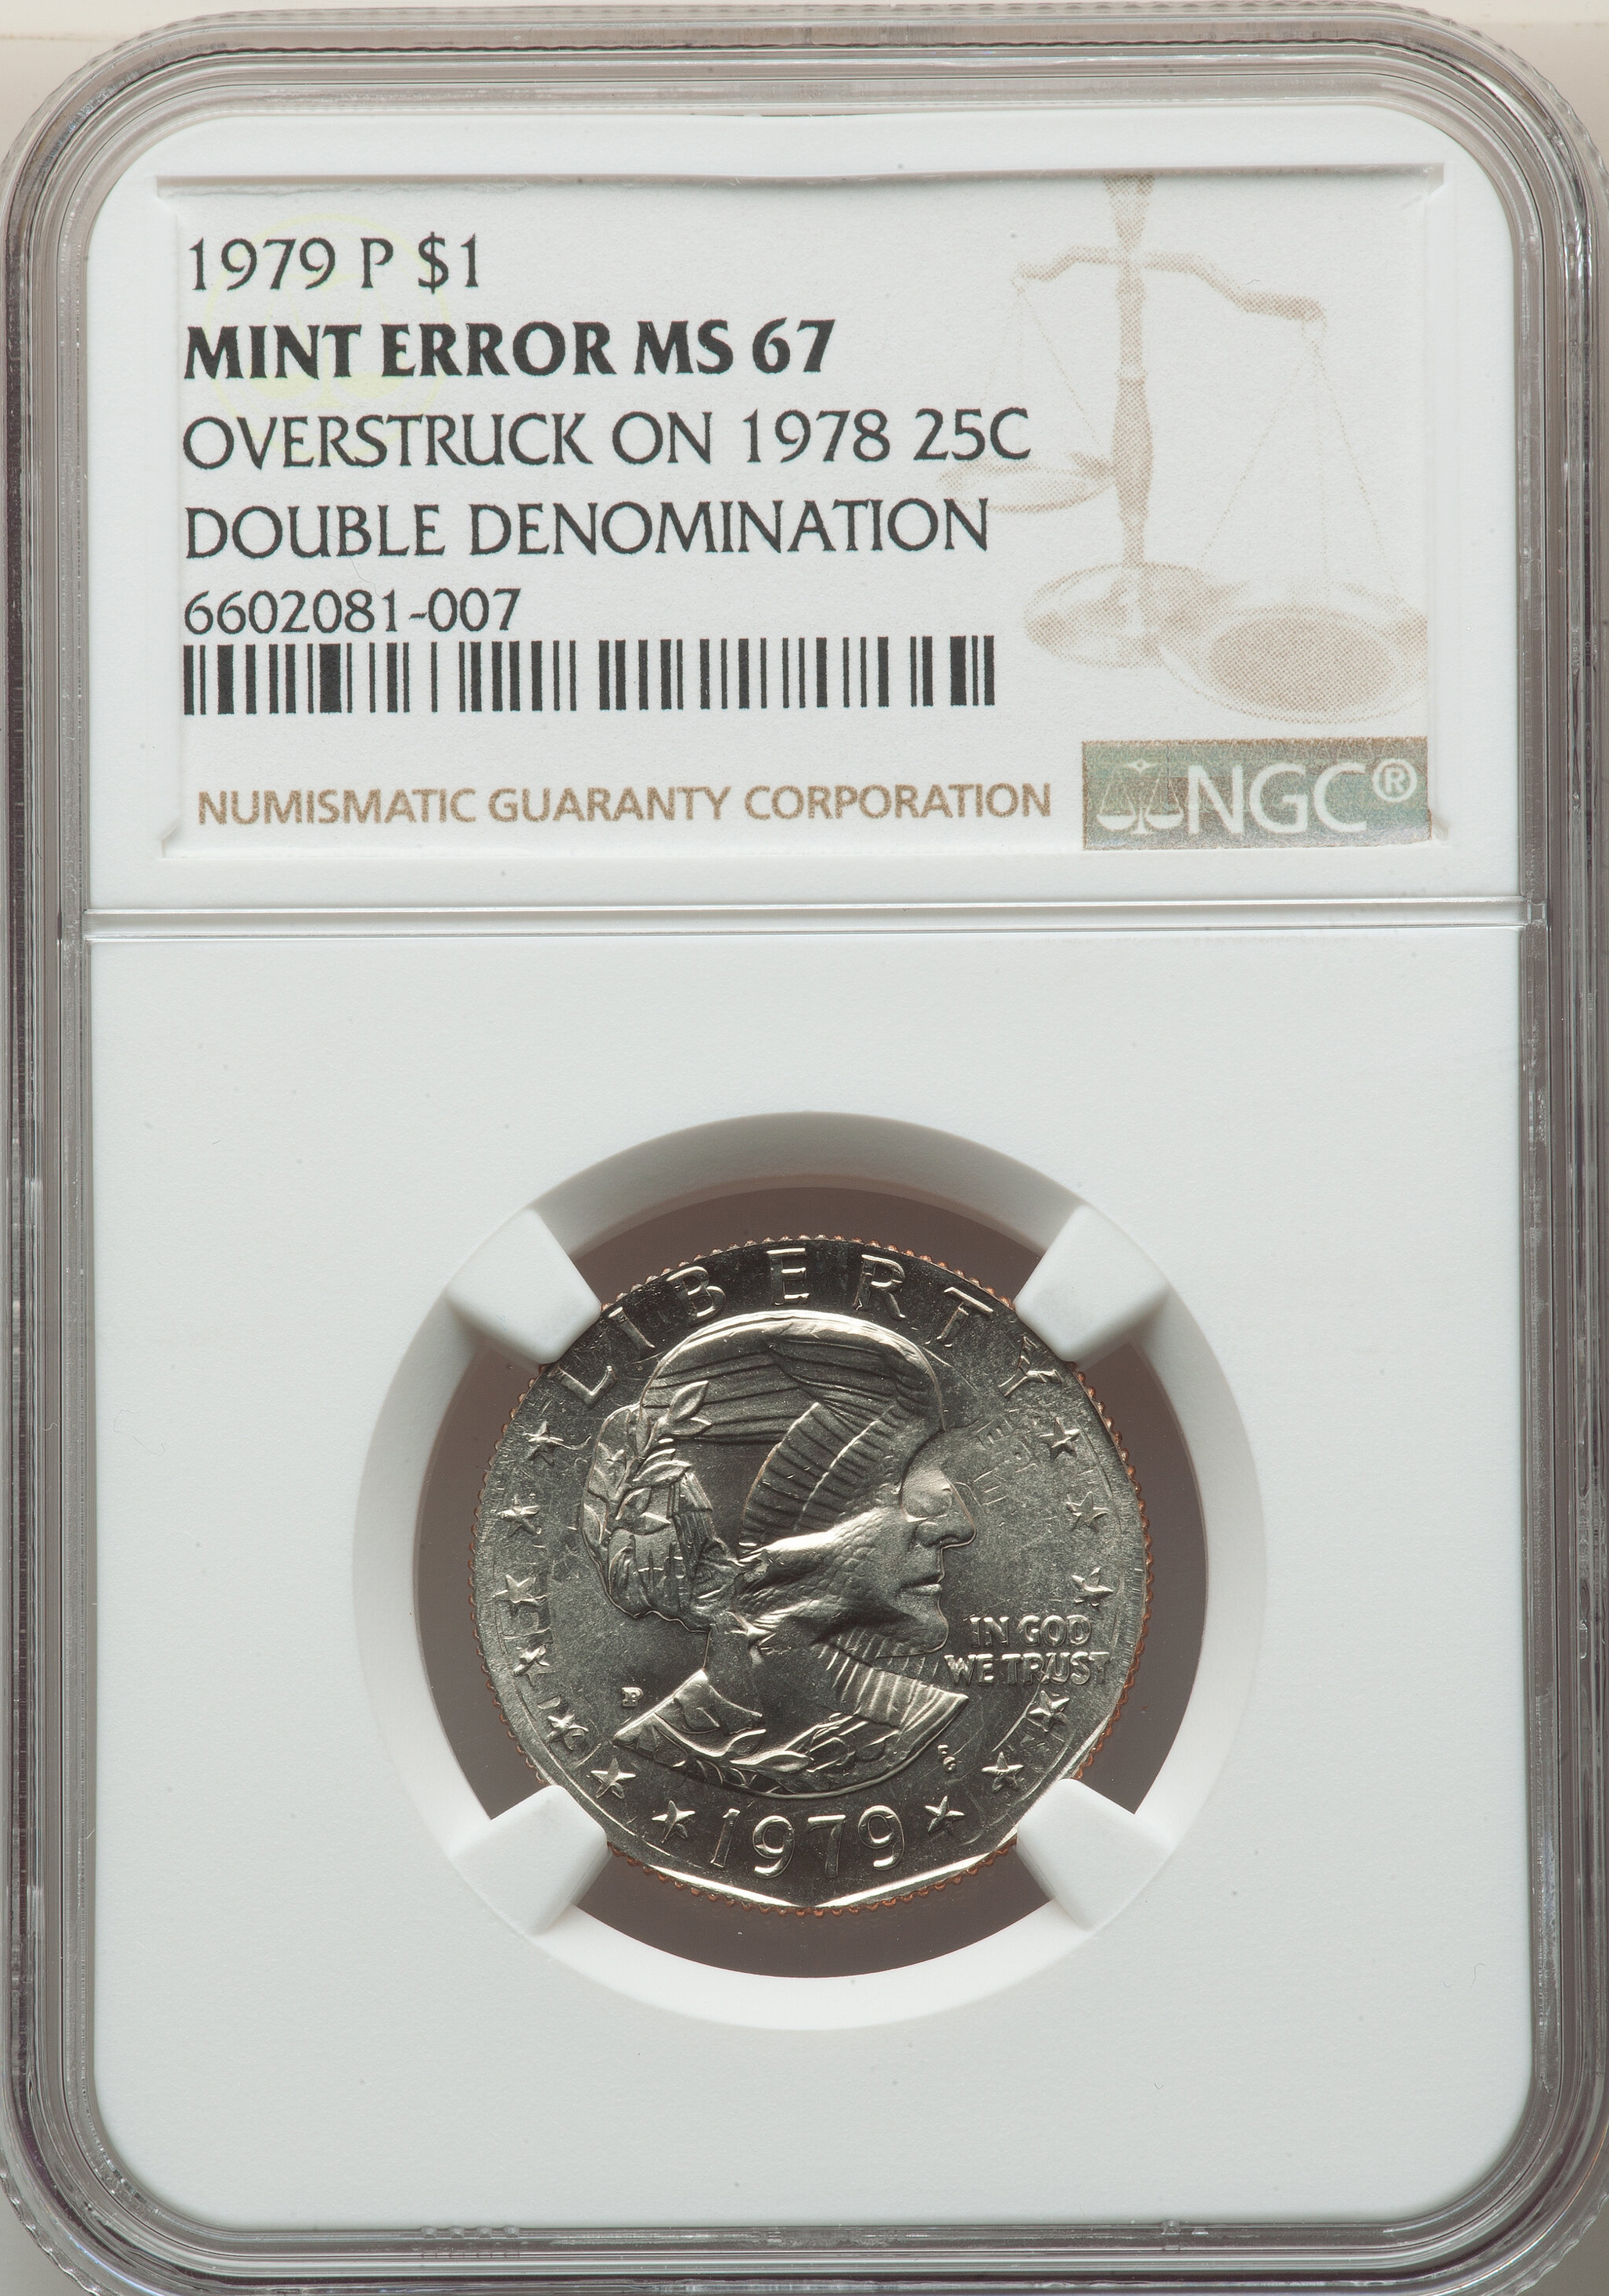 1979 P $1
MINT ERROR MS 67
OVERSTRUCK ON 1978 25C
DOUBLE DENOMINATION
6602081-007
NUMISMATIC GUARANTY CORPORATION
NGC®
LIBERTY
IN GOD
WE TRUST
P
FG
1979